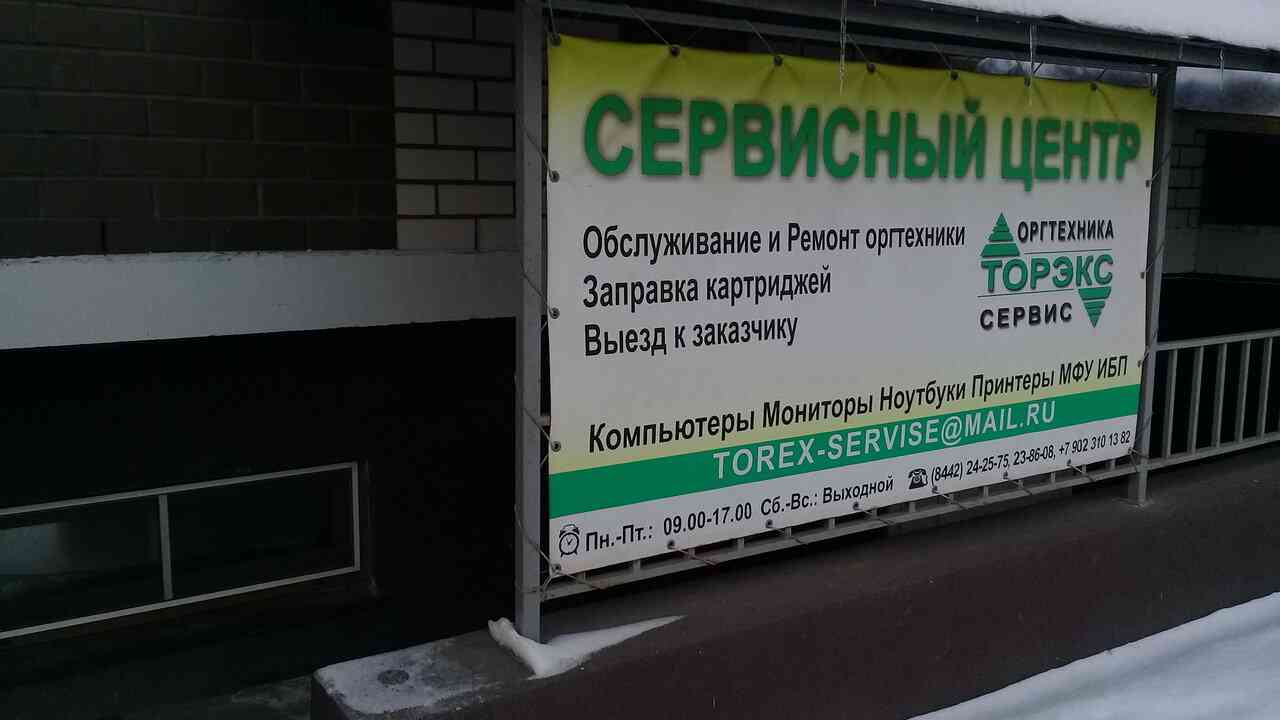 СЕРВИСНЫЙ ЦЕНТР
Обслуживание и Ремонт оргтехники
Заправка картриджей
Выезд к заказчику
ОРГТЕХНИКА
ТОРЭКС
СЕРВИС
Компьютеры Мониторы Ноутбуки Принтеры МФУ ИБП
TOREX-SERVISE@MAIL.RU
Пн.-Пт.: 09.00-17.00 Сб.-Вс.: Выходной (8442) 24-25-75, 23-86-08, +7 902 310 13 82